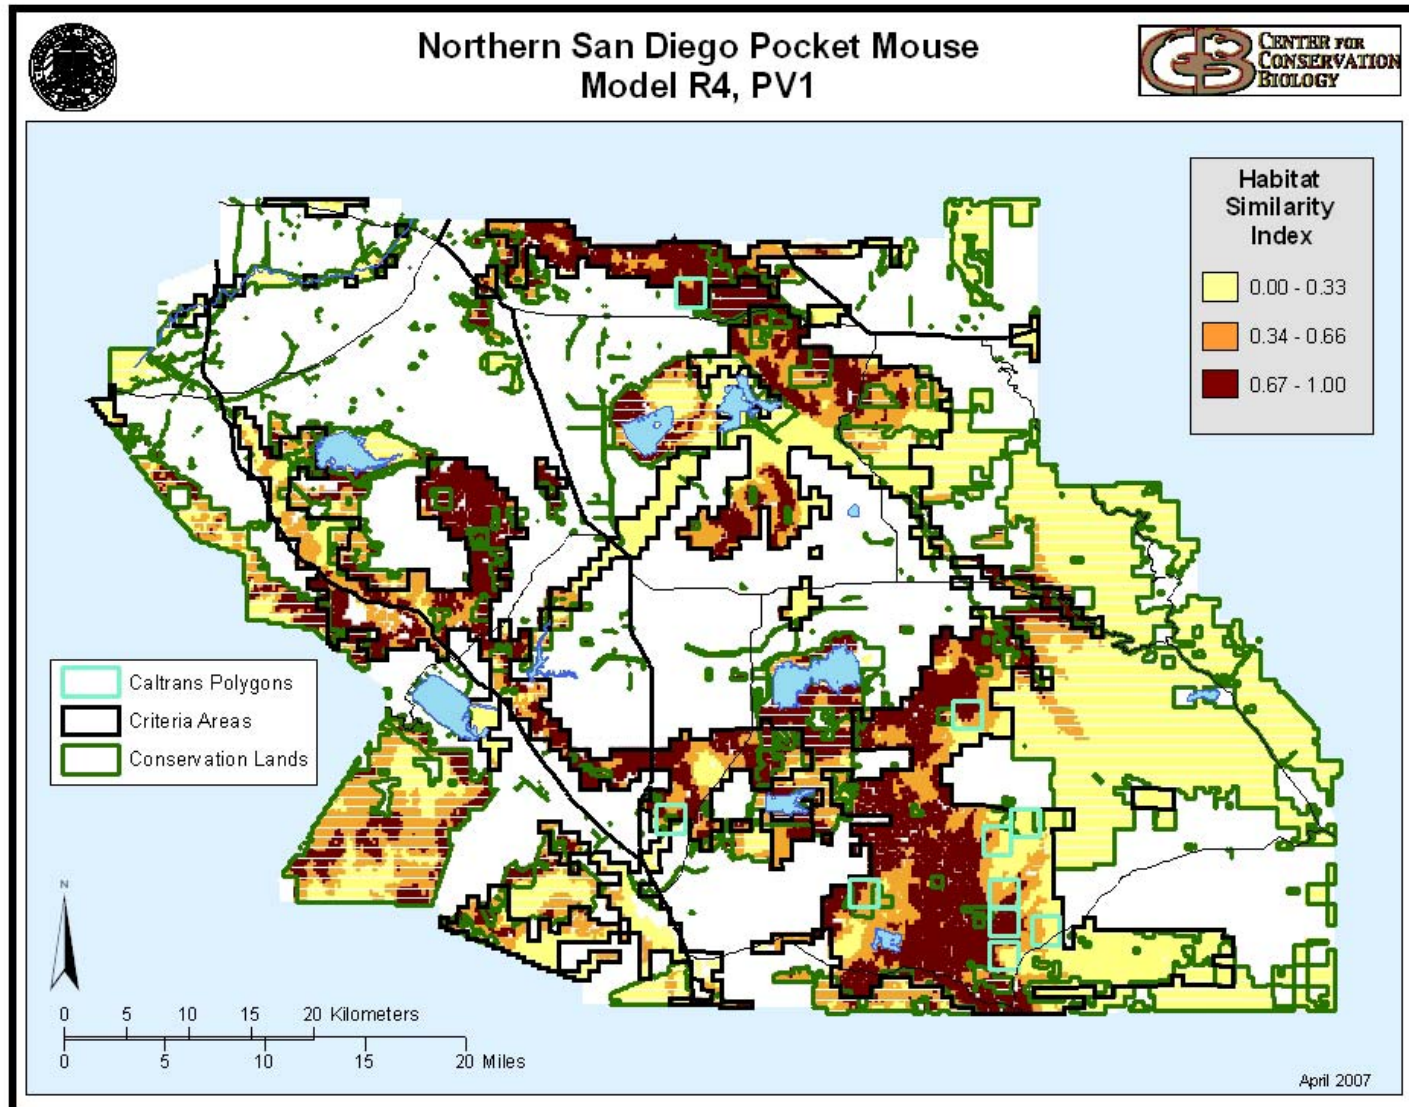 Northern San Diego Pocket Mouse
Model R4, PV1
CENTER FOR
CONSERVATION
BIOLOGY
Habitat
Similarity
Index
0.00 - 0.33
0.34 - 0.66
0.67 - 1.00
Caltrans Polygons
Criteria Areas
Conservation Lands
N
0 5 10 15 20 Kilometers
0 5 10 15 20 Miles
April 2007